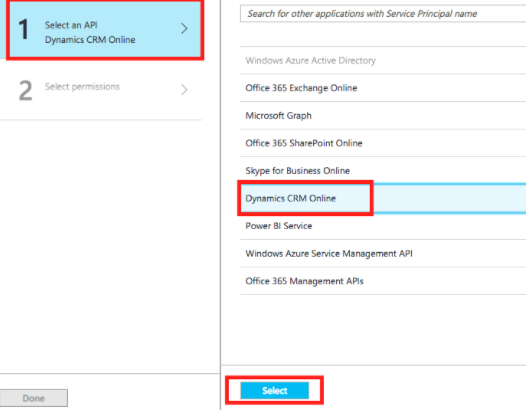 1
Select an API
Dynamics CRM Online
2
Select permissions
Done
Search for other applications with Service Principal name
Windows Azure Active Directory
Office 365 Exchange Online
Microsoft Graph
Office 365 SharePoint Online
Skype for Business Online
Dynamics CRM Online
Power BI Service
Windows Azure Service Management API
Office 365 Management APIs
Select